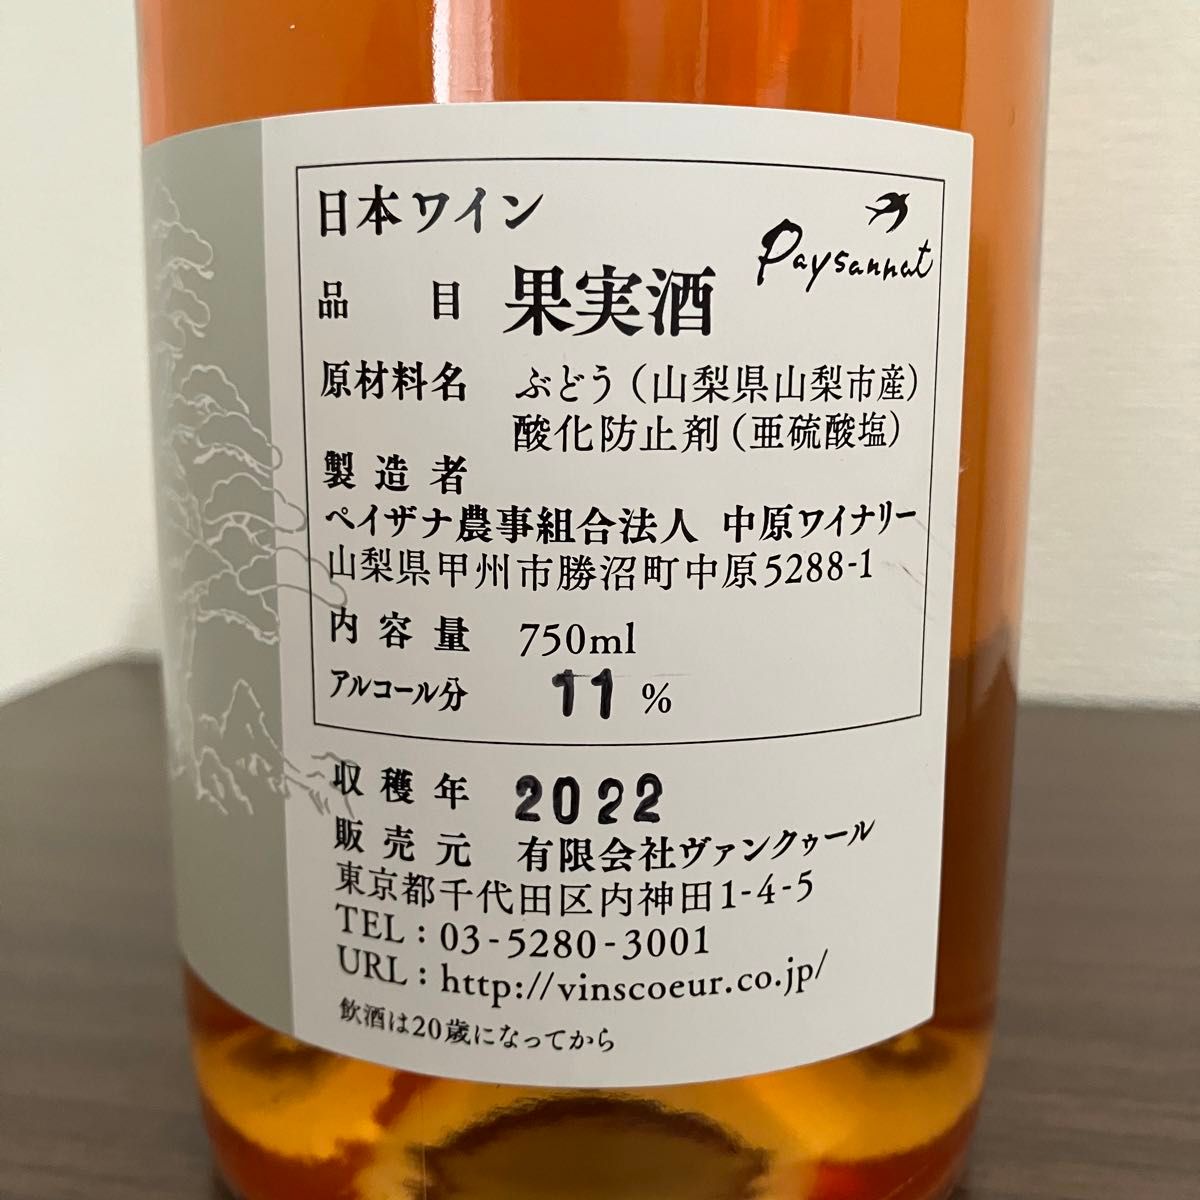 日本ワイン
Paysannat
品目 果実酒
原材料名 ぶどう（山梨県山梨市産）
酸化防止剤（亜硫酸塩）
製造者
ペイザナ農事組合法人 中原ワイナリー
山梨県甲州市勝沼町中原5288-1
内容量 750ml
アルコール分 11%
収穫年 2022
販売元 有限会社ヴァンクゥール
東京都千代田区内神田1-4-5
TEL：03-5280-3001
URL：http://vinscoeur.co.jp/
飲酒は20歳になってから